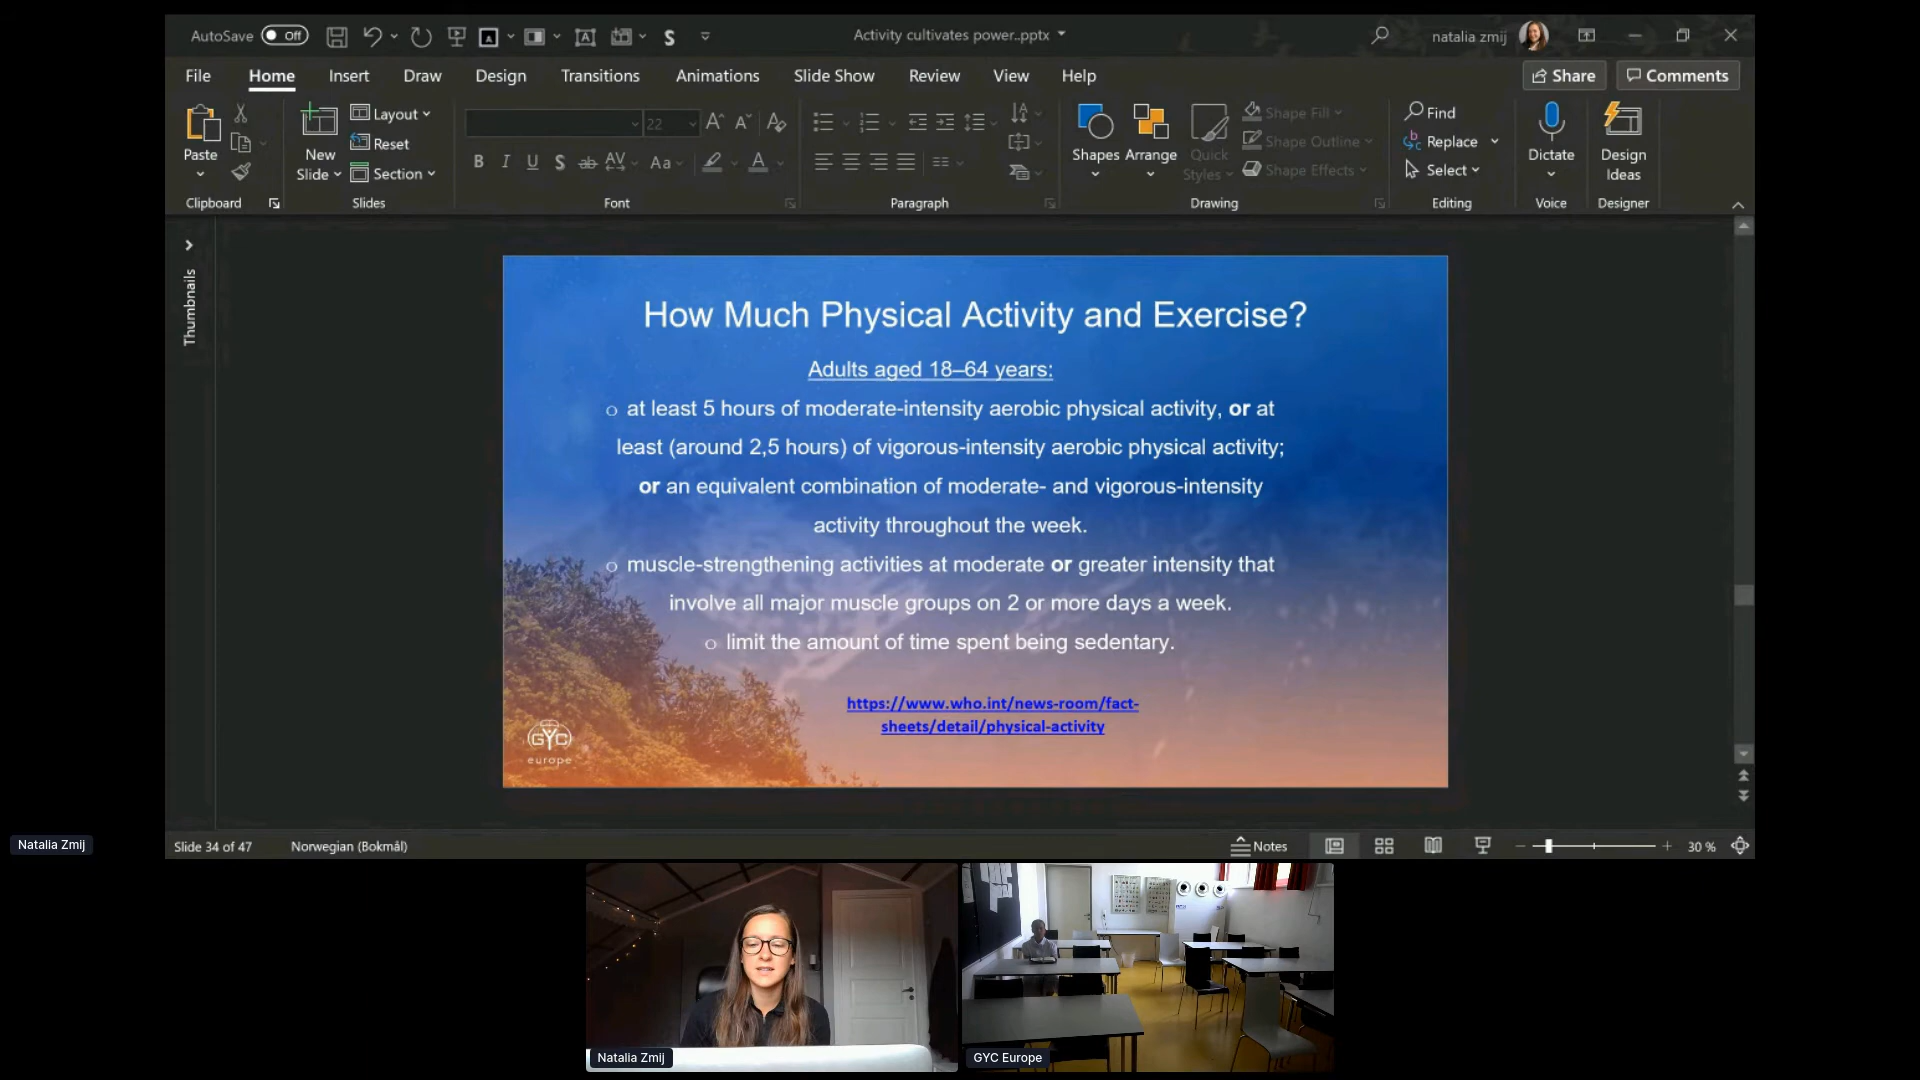 AutoSave Off
Activity cultivates power..pptx
natalia zmij
File Home Insert Draw Design Transitions Animations Slide Show Review View Help Share Comments
Paste
Clipboard
New
Slide
Layout
Reset
Section
Slides
22
B I U S ab AV Aa A
Font
Paragraph
Shapes Arrange Quick
Styles
Shape Fill
Shape Outline
Shape Effects
Drawing
Find
Replace
Select
Editing
Dictate
Voice
Design
Ideas
Designer
Thumbnails
How Much Physical Activity and Exercise?
Adults aged 18–64 years:
o at least 5 hours of moderate-intensity aerobic physical activity, or at
least (around 2,5 hours) of vigorous-intensity aerobic physical activity;
or an equivalent combination of moderate- and vigorous-intensity
activity throughout the week.
o muscle-strengthening activities at moderate or greater intensity that
involve all major muscle groups on 2 or more days a week.
o limit the amount of time spent being sedentary.
https://www.who.int/news-room/fact-
sheets/detail/physical-activity
GYC
europe
Slide 34 of 47
Norwegian (Bokmål)
Notes
30 %
Natalia Zmij
Natalia Zmij
GYC Europe